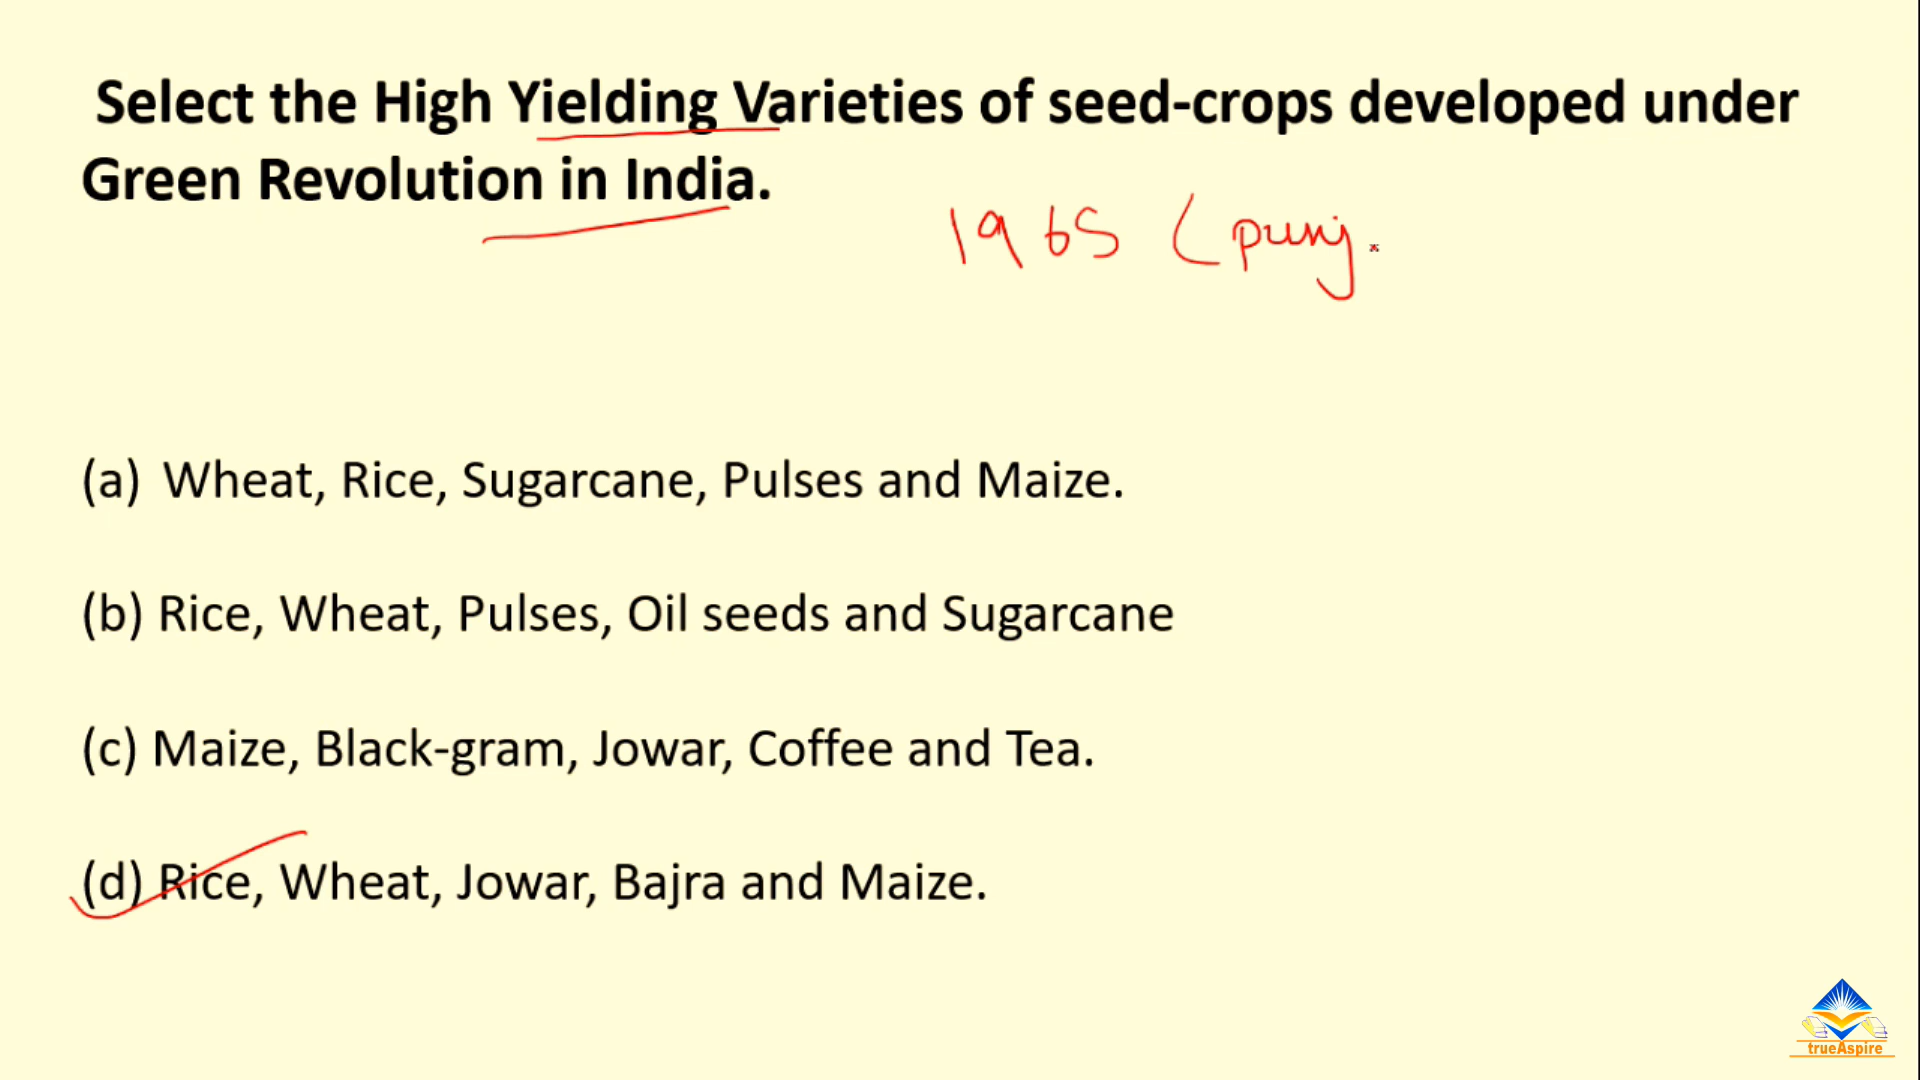 Select the High Yielding Varieties of seed-crops developed under
Green Revolution in India.
1965 (punj
(a) Wheat, Rice, Sugarcane, Pulses and Maize.
(b) Rice, Wheat, Pulses, Oil seeds and Sugarcane
(c) Maize, Black-gram, Jowar, Coffee and Tea.
(d) Rice, Wheat, Jowar, Bajra and Maize.
trueAspire